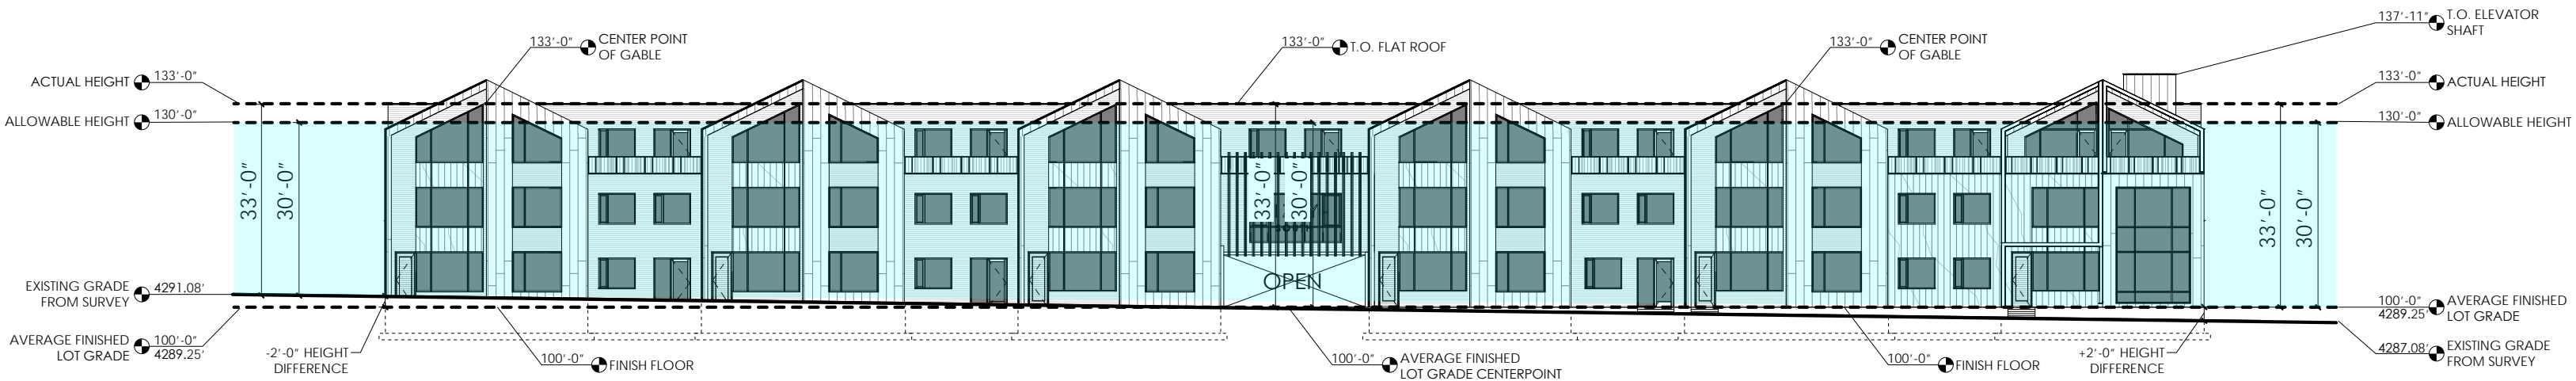 137'-11"
T.O. ELEVATOR
SHAFT
133'-0"
CENTER POINT
OF GABLE
133'-0"
T.O. FLAT ROOF
133'-0"
CENTER POINT
OF GABLE
ACTUAL HEIGHT 133'-0"
133'-0" ACTUAL HEIGHT
ALLOWABLE HEIGHT 130'-0"
130'-0" ALLOWABLE HEIGHT
33'-0"
30'-0"
33'-0"
30'-0"
33'-0"
30'-0"
OPEN
EXISTING GRADE
FROM SURVEY
4291.08'
100'-0"
4289.25'
AVERAGE FINISHED
LOT GRADE
AVERAGE FINISHED
LOT GRADE
100'-0"
4289.25'
-2'-0" HEIGHT
DIFFERENCE
100'-0"
FINISH FLOOR
100'-0"
AVERAGE FINISHED
LOT GRADE CENTERPOINT
100'-0"
FINISH FLOOR
+2'-0" HEIGHT
DIFFERENCE
4287.08'
EXISTING GRADE
FROM SURVEY